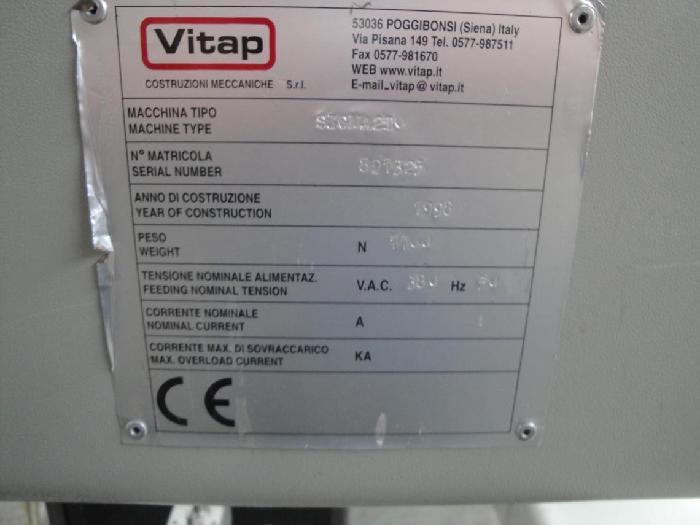 Vitap
COSTRUZIONI MECCANICHE S.r.l.
53036 POGGIBONSI (Siena) Italy
Via Pisana 149 Tel. 0577-987511
Fax 0577-981670
WEB www.vitap.it
E-mail_vitap@vitap.it
MACCHINA TIPO
MACHINE TYPE
N° MATRICOLA
SERIAL NUMBER
ANNO DI COSTRUZIONE
YEAR OF CONSTRUCTION
PESO
WEIGHT N
TENSIONE NOMINALE ALIMENTAZ.
FEEDING NOMINAL TENSION V.A.C. Hz
CORRENTE NOMINALE
NOMINAL CURRENT A
CORRENTE MAX. DI SOVRACCARICO
MAX. OVERLOAD CURRENT KA
CE